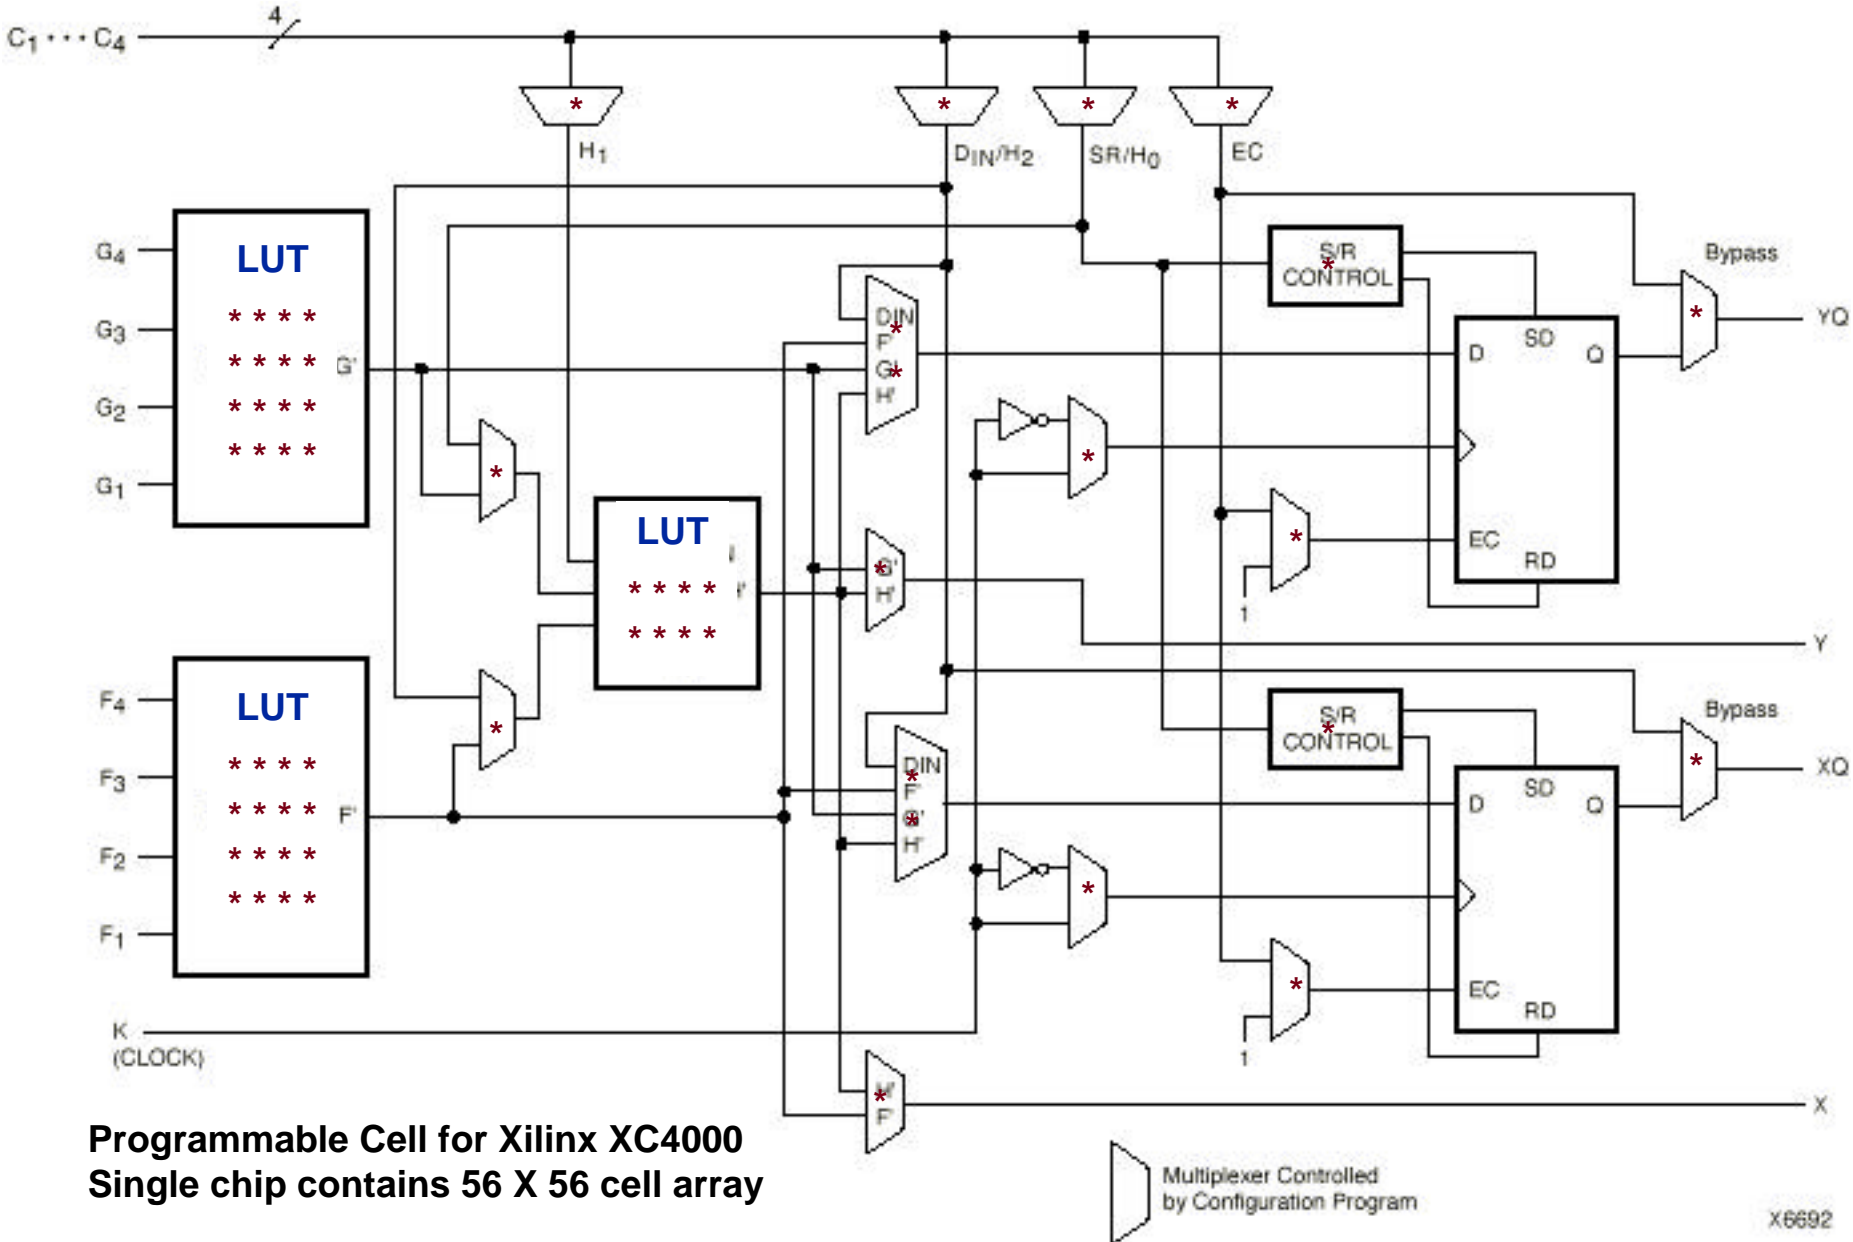 4
C1 • • • C4
*
*
*
*
H1
DIN/H2
SR/H0
EC
LUT
G4
G3
G2
G1
* * * *
* * * *
* * * *
* * * *
G'
*
DIN
F'
G'
H'
*
*
S/R
CONTROL
*
Bypass
*
YQ
D
SD
Q
EC
RD
*
*
1
LUT
* * * *
* * * *
G'
H'
*
Y
LUT
F4
F3
F2
F1
* * * *
* * * *
* * * *
* * * *
F'
*
DIN
F'
G'
H'
*
*
S/R
CONTROL
*
Bypass
*
XQ
D
SD
Q
EC
RD
*
*
1
K
(CLOCK)
H'
F'
*
X
Programmable Cell for Xilinx XC4000
Single chip contains 56 X 56 cell array
Multiplexer Controlled
by Configuration Program
X6692